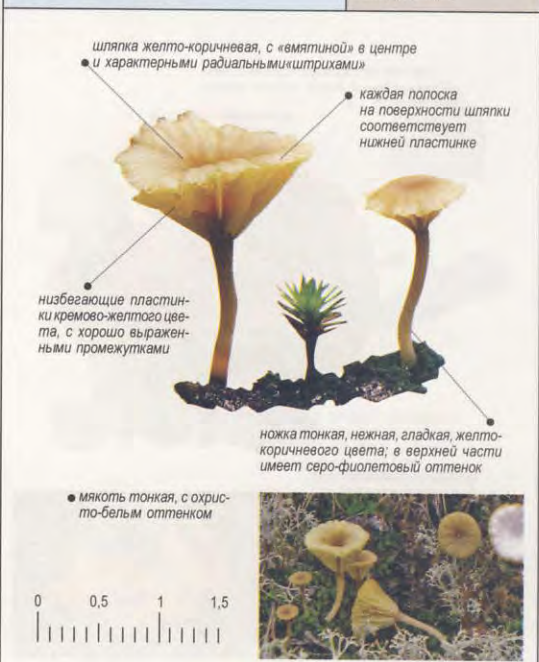 шляпка желто-коричневая, с «вмятиной» в центре
и характерными радиальными«штрихами»
каждая полоска
на поверхности шляпки
соответствует
нижней пластинке
низбегающие пластин-
ки кремово-желтого цве-
та, с хорошо выражен-
ными промежутками
ножка тонкая, нежная, гладкая, желто-
коричневого цвета; в верхней части
имеет серо-фиолетовый оттенок
мякоть тонкая, с охрис-
то-белым оттенком
0 0,5 1 1,5